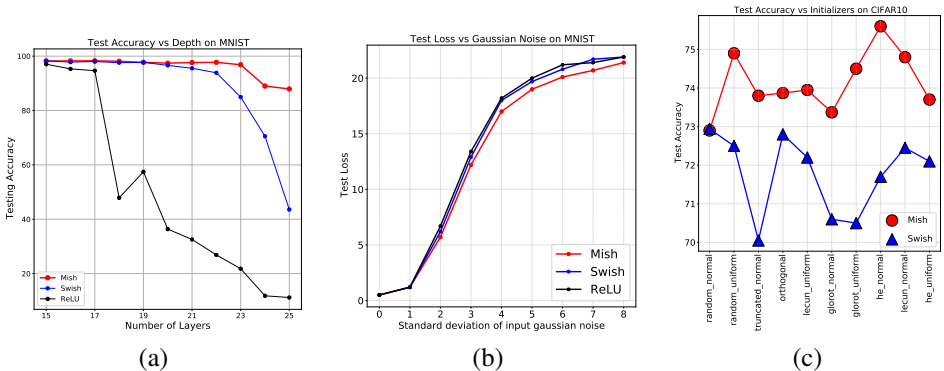 Test Accuracy vs Depth on MNIST
Testing Accuracy
100
80
60
40
20
Mish
Swish
ReLU
15 17 19 21 23 25
Number of Layers
(a)
Test Loss vs Gaussian Noise on MNIST
Test Loss
20
15
10
5
0
Mish
Swish
ReLU
0 1 2 3 4 5 6 7 8
Standard deviation of input gaussian noise
(b)
Test Accuracy vs Initializers on CIFAR10
Test Accuracy
75
74
73
72
71
70
Mish
Swish
random_normal
random_uniform
truncated_normal
orthogonal
lecun_uniform
glorot_normal
glorot_uniform
he_normal
lecun_normal
he_uniform
(c)